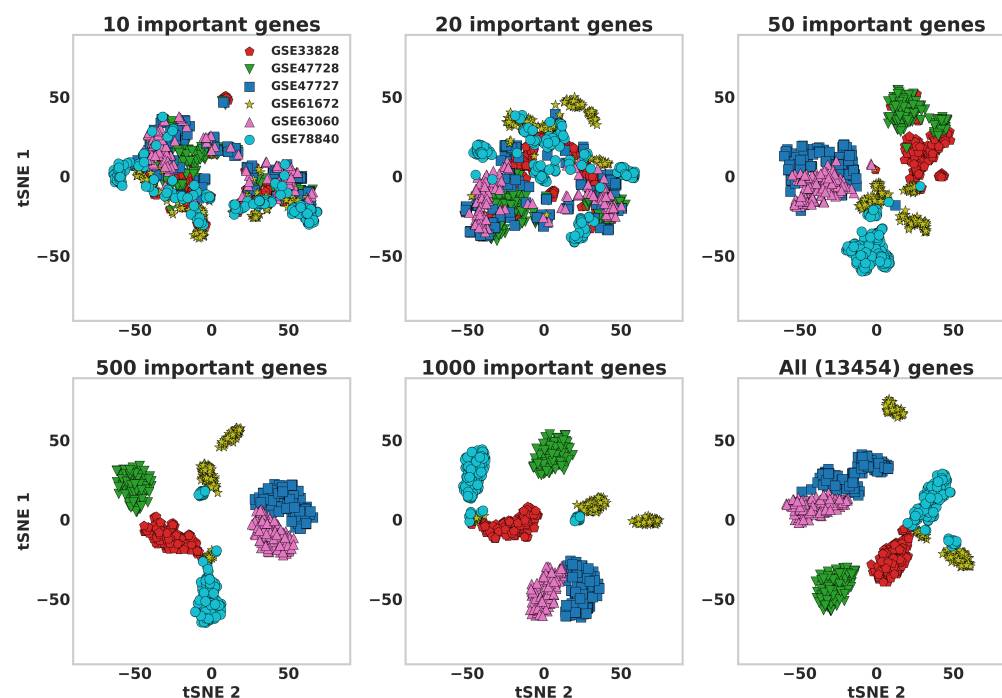 10 important genes
20 important genes
50 important genes
GSE33828
GSE47728
GSE47727
GSE61672
GSE63060
GSE78840
tSNE 1
50
0
−50
50
0
−50
50
0
−50
−50 0 50
−50 0 50
−50 0 50
500 important genes
1000 important genes
All (13454) genes
tSNE 1
50
0
−50
50
0
−50
50
0
−50
−50 0 50
−50 0 50
−50 0 50
tSNE 2
tSNE 2
tSNE 2